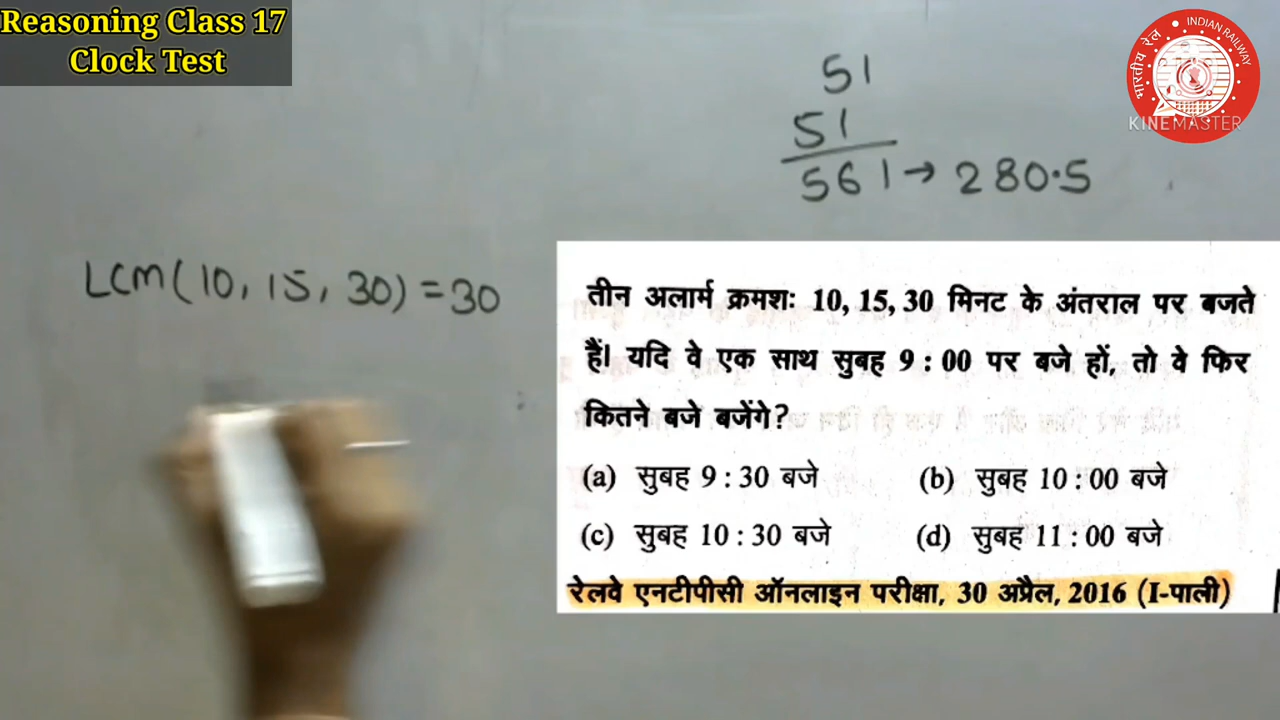 Reasoning Class 17
Clock Test
भारतीय रेल
INDIAN RAILWAY
KINEMASTER
51
51
561 → 280.5
LCM(10, 15, 30) = 30
तीन अलार्म क्रमशः 10, 15, 30 मिनट के अंतराल पर बजते
हैं। यदि वे एक साथ सुबह 9 : 00 पर बजे हों, तो वे फिर
कितने बजे बजेंगे?
(a) सुबह 9 : 30 बजे (b) सुबह 10 : 00 बजे
(c) सुबह 10 : 30 बजे (d) सुबह 11 : 00 बजे
रेलवे एनटीपीसी ऑनलाइन परीक्षा, 30 अप्रैल, 2016 (I-पाली)